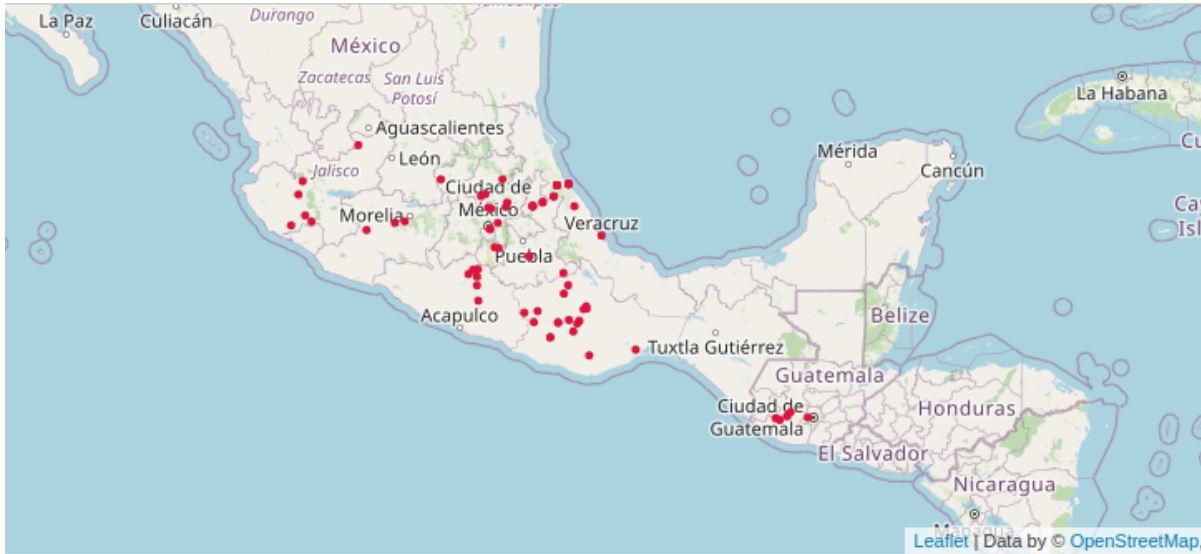 Tamaulipas
La Paz
Culiacán
Durango
México
Zacatecas
San Luis
Potosí
La Habana
Aguascalientes
León
Mérida
Cancún
Jalisco
Ciudad de
México
Morelia
Veracruz
Puebla
Acapulco
Belize
Tuxtla Gutiérrez
Guatemala
Ciudad de
Guatemala
Honduras
El Salvador
Nicaragua
Managua
Leaflet | Data by © OpenStreetMap